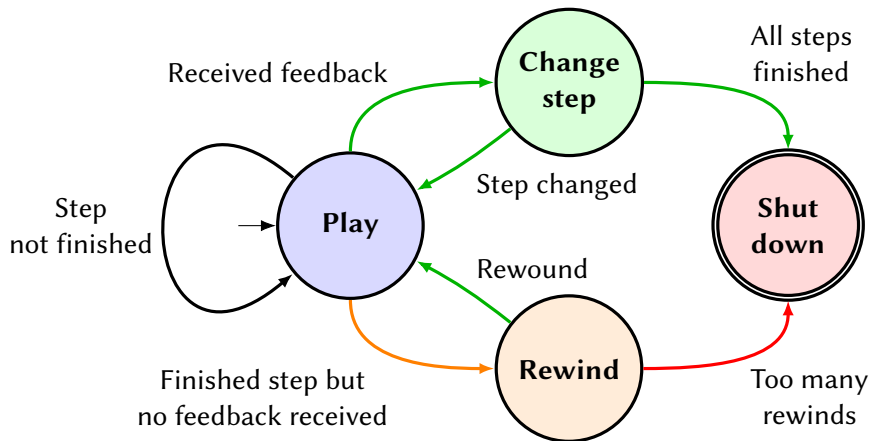 Received feedback
Change
step
All steps
finished
Step changed
Step
not finished
Play
Shut
down
Rewound
Finished step but
no feedback received
Rewind
Too many
rewinds